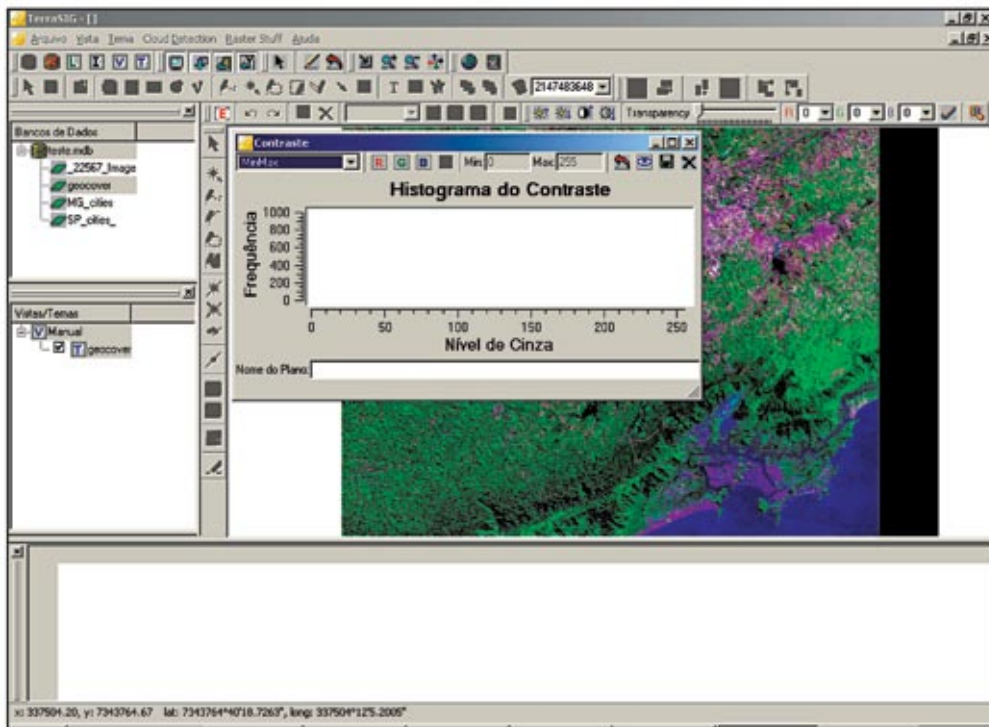 TerraSIG - []
Arquivo Vista Tema Cloud Detection Raster Stuff Ajuda
L I V T
T 2147483648
E Transparency R 0 G 0 B 0
Bancos de Dados
teste.mdb
_22567_Image
geocover
MG_cities
SP_cities_
Vistas/Temas
V Manual
T geocover
Contraste
MinMax R G B Min: 0 Max: 255
Histograma do Contraste
Frequência
1000
800
600
400
200
0
0 50 100 150 200 250
Nível de Cinza
Nome do Plano:
x: 337504.20, y: 7343764.67 lat: 7343764°40'18.7263", long: 337504°12'5.2005"